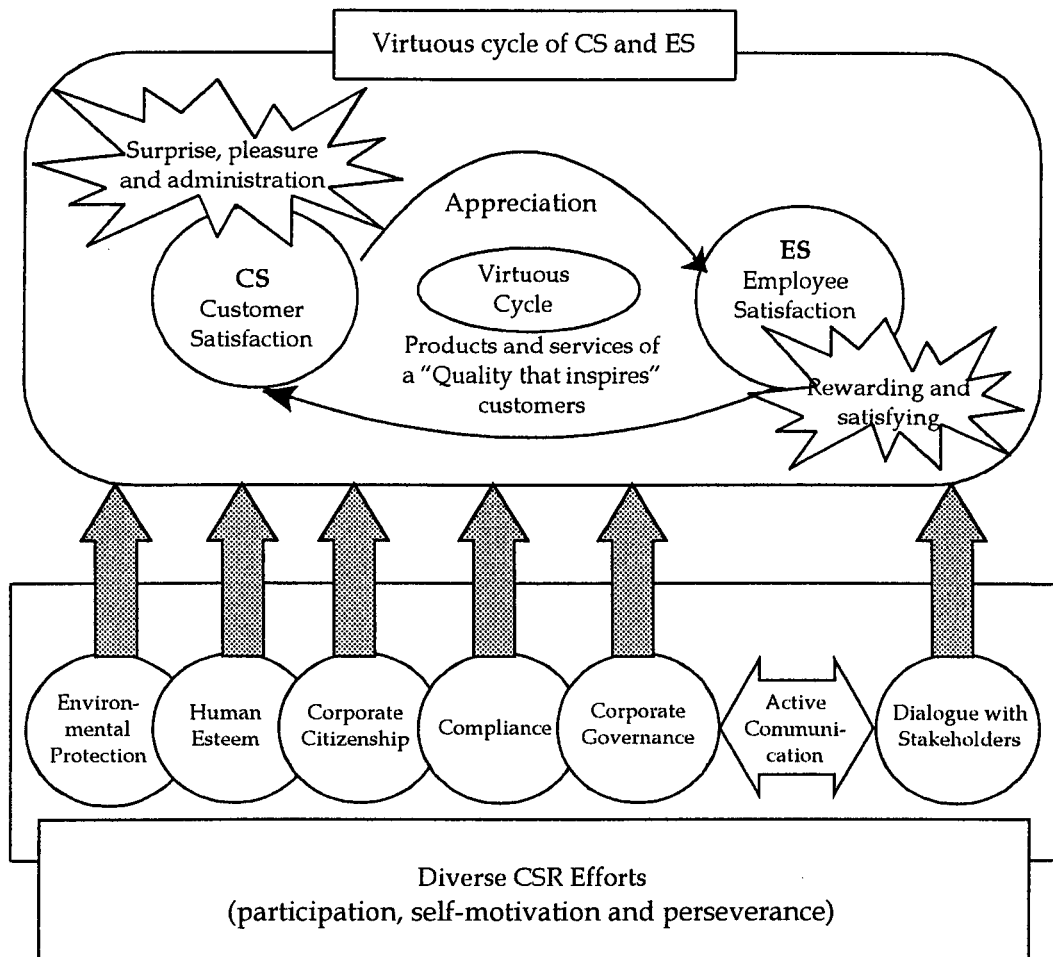 Virtuous cycle of CS and ES
Surprise, pleasure
and administration
Appreciation
CS
Customer
Satisfaction
Virtuous
Cycle
ES
Employee
Satisfaction
Products and services of
a "Quality that inspires"
customers
Rewarding and
satisfying
Environ-
mental
Protection
Human
Esteem
Corporate
Citizenship
Compliance
Corporate
Governance
Active
Communi-
cation
Dialogue with
Stakeholders
Diverse CSR Efforts
(participation, self-motivation and perseverance)